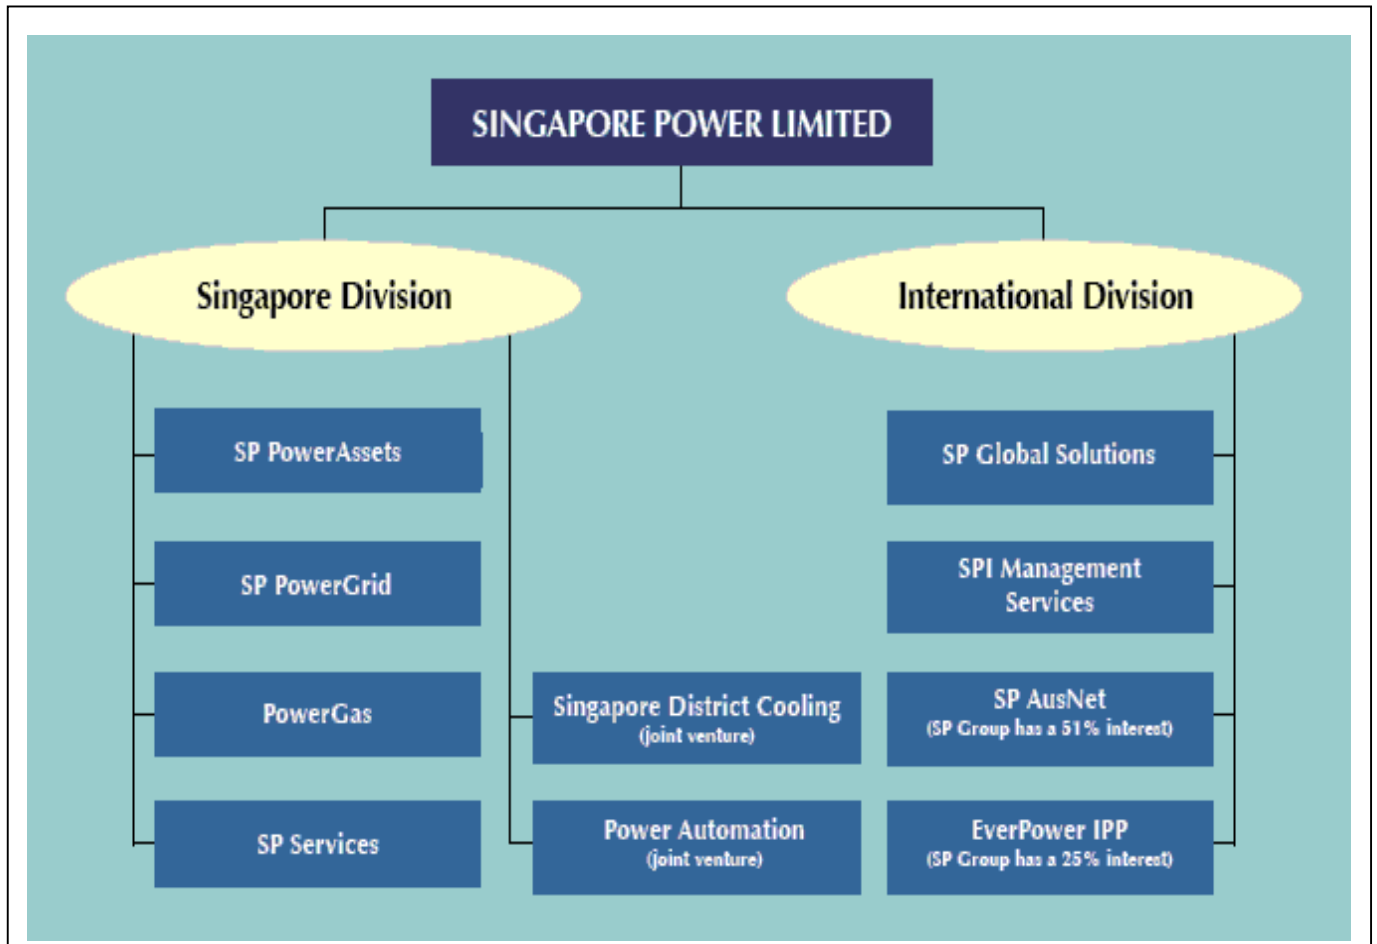 SINGAPORE POWER LIMITED
Singapore Division
International Division
SP PowerAssets
SP PowerGrid
PowerGas
SP Services
Singapore District Cooling
(joint venture)
Power Automation
(joint venture)
SP Global Solutions
SPI Management
Services
SP AusNet
(SP Group has a 51% interest)
EverPower IPP
(SP Group has a 25% interest)